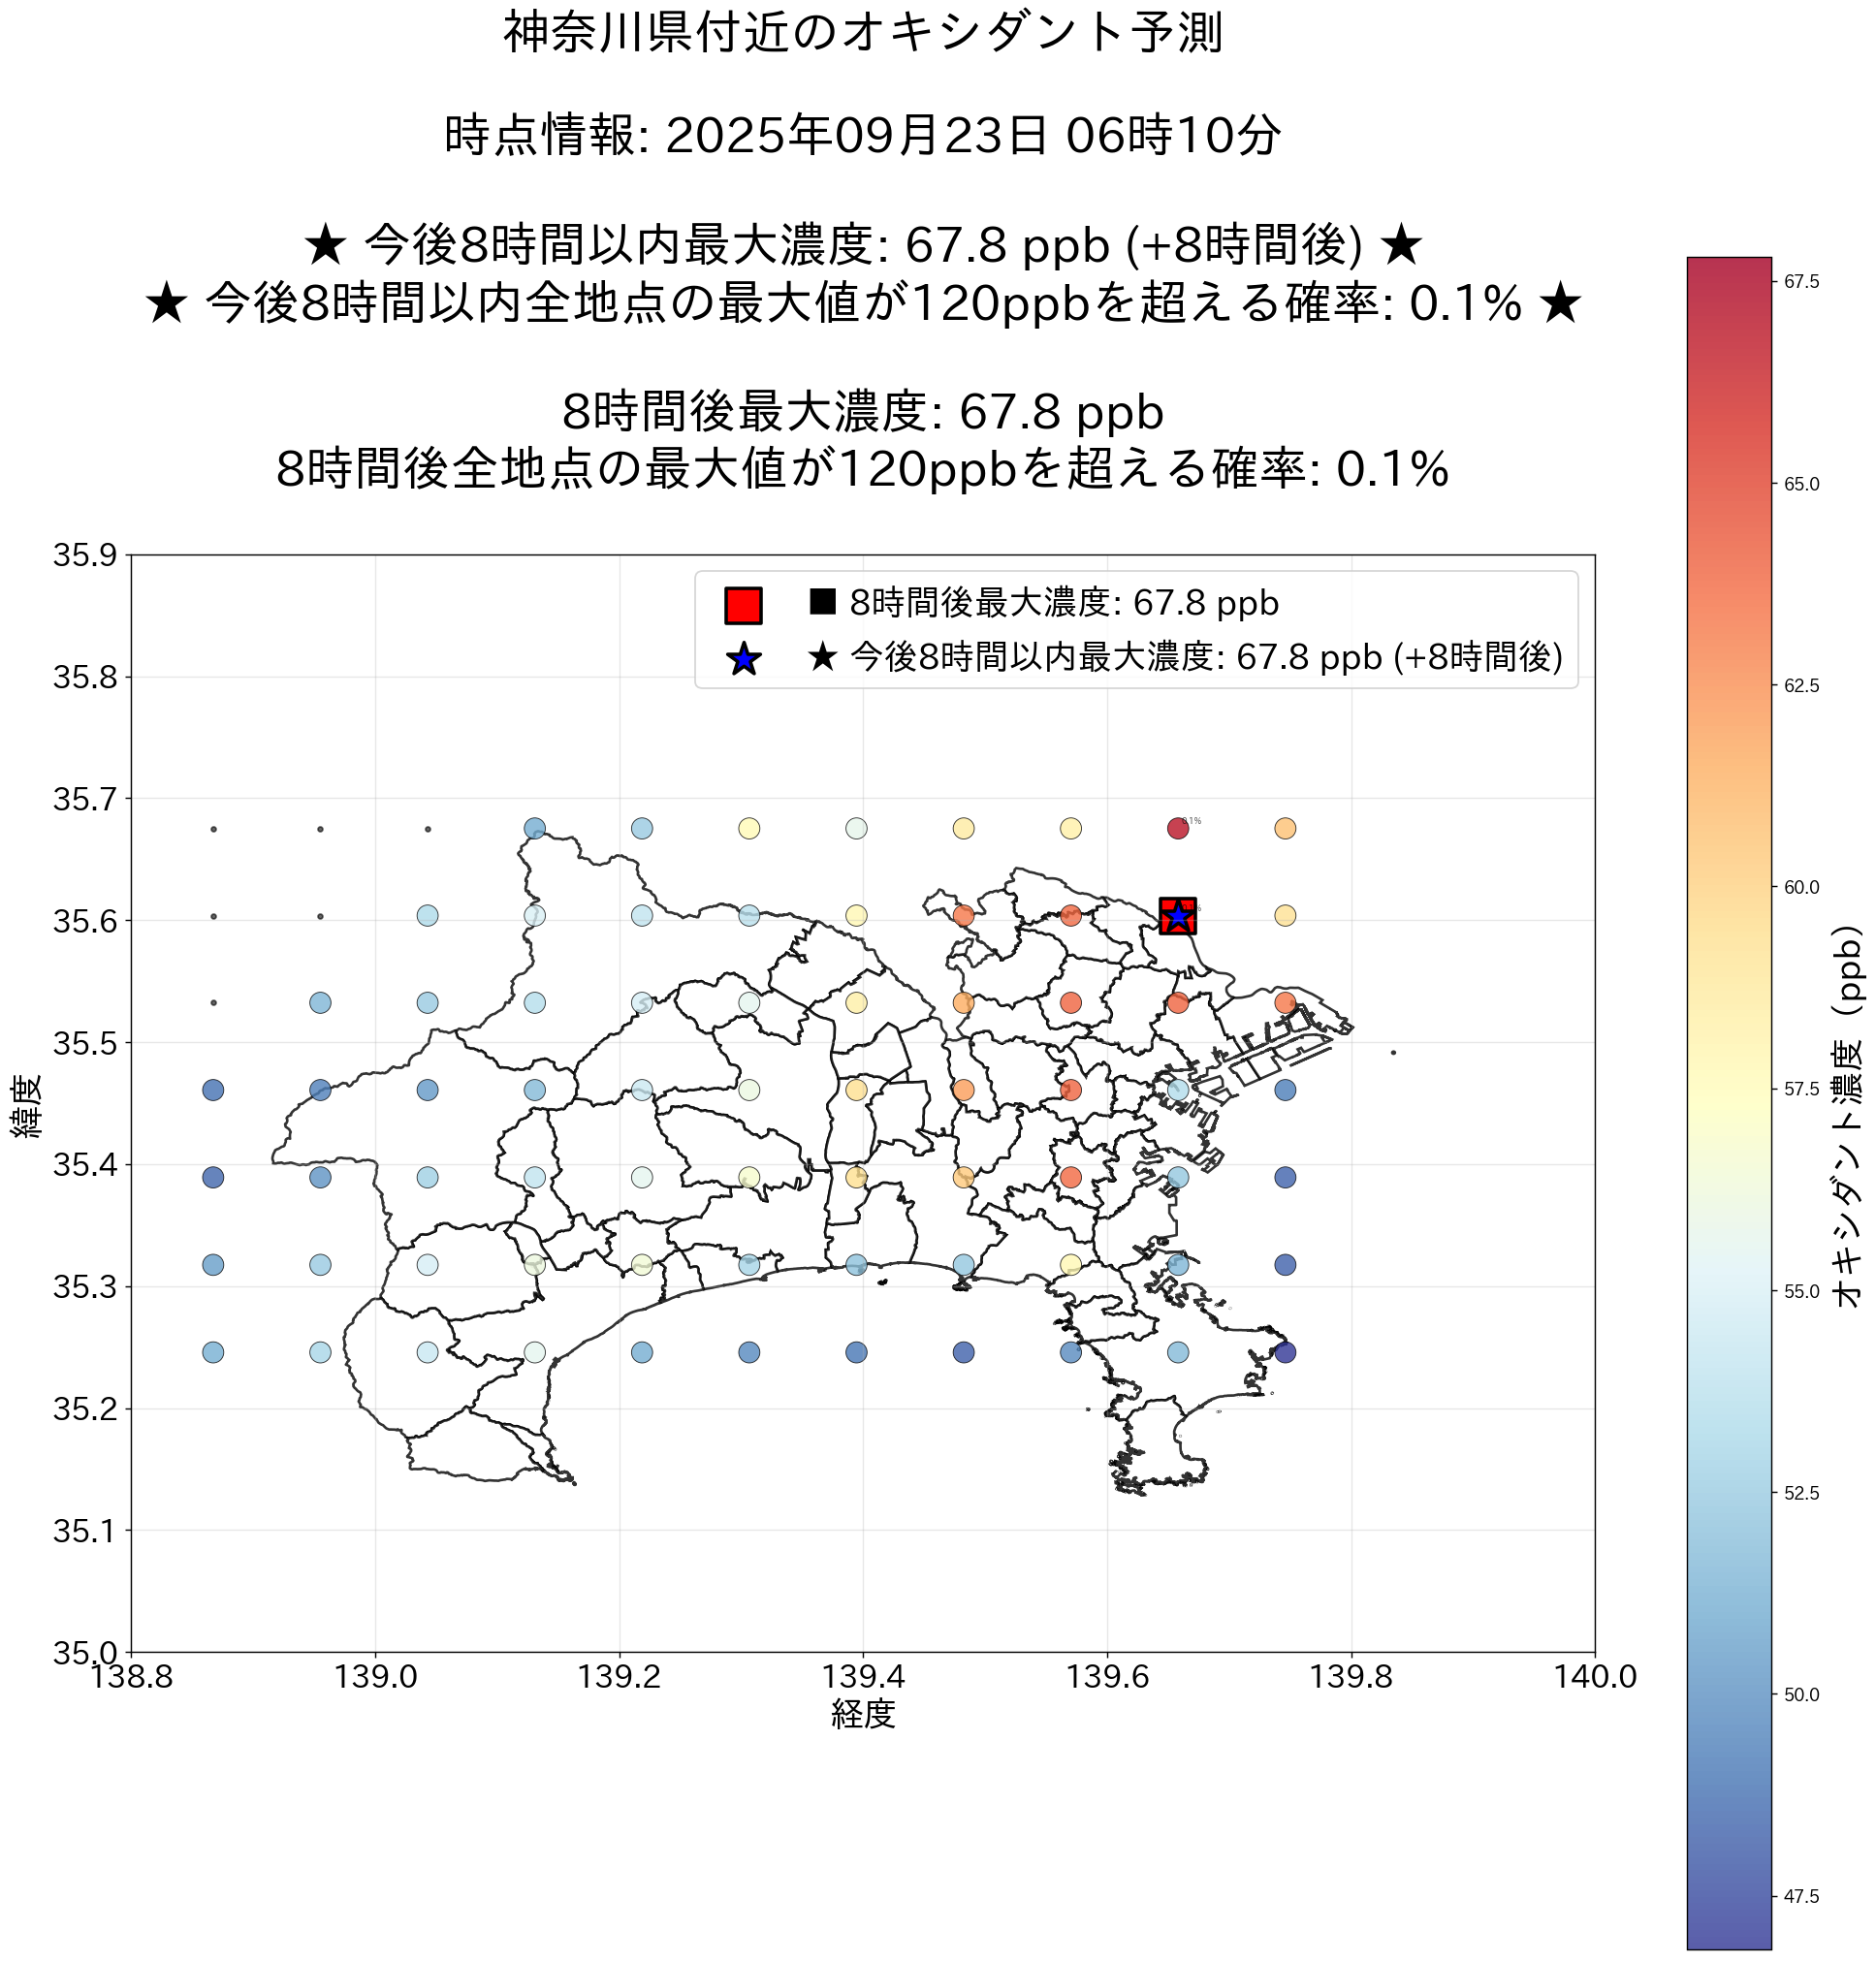 神奈川県付近のオキシダント予測
時点情報: 2025年09月23日 06時10分
★ 今後8時間以内最大濃度: 67.8 ppb (+8時間後) ★
★ 今後8時間以内全地点の最大値が120ppbを超える確率: 0.1% ★
8時間後最大濃度: 67.8 ppb
8時間後全地点の最大値が120ppbを超える確率: 0.1%
■ 8時間後最大濃度: 67.8 ppb
★ 今後8時間以内最大濃度: 67.8 ppb (+8時間後)
35.9
35.8
35.7
35.6
35.5
35.4
35.3
35.2
35.1
35.0
緯度
0.1%
138.8 139.0 139.2 139.4 139.6 139.8 140.0
経度
67.5
65.0
62.5
60.0
57.5
55.0
52.5
50.0
47.5
オキシダント濃度 (ppb)